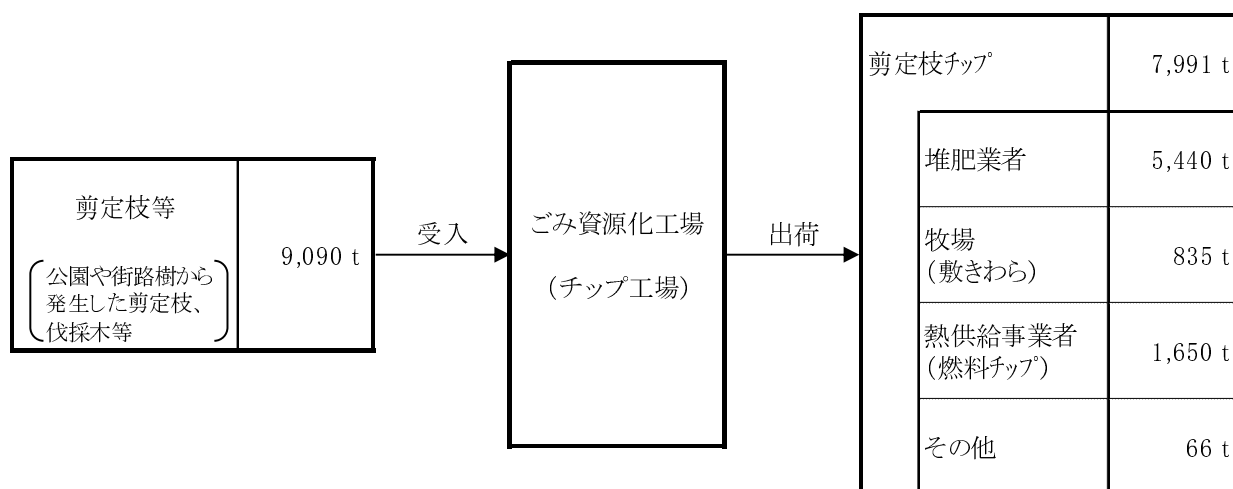 剪定枝等
公園や街路樹から
発生した剪定枝、
伐採木等
9,090 t
受入
ごみ資源化工場
（チップ工場）
出荷
剪定枝チップ
7,991 t
堆肥業者
5,440 t
牧場
（敷きわら）
835 t
熱供給事業者
（燃料チップ）
1,650 t
その他
66 t